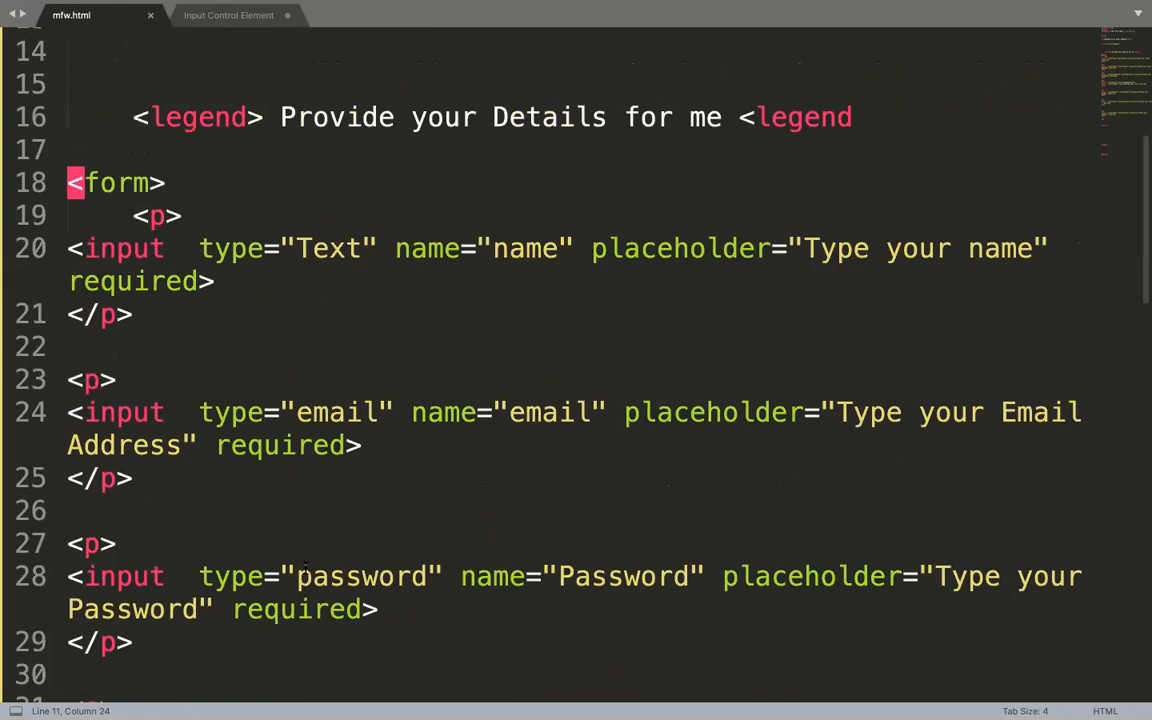 mfw.html
Input Control Element
14
15
16 <legend> Provide your Details for me <legend
17
18 <form>
19 <p>
20 <input  type="Text" name="name" placeholder="Type your name"
required>
21 </p>
22
23 <p>
24 <input  type="email" name="email" placeholder="Type your Email
Address" required>
25 </p>
26
27 <p>
28 <input  type="password" name="Password" placeholder="Type your
Password" required>
29 </p>
30
Line 11, Column 24
Tab Size: 4
HTML